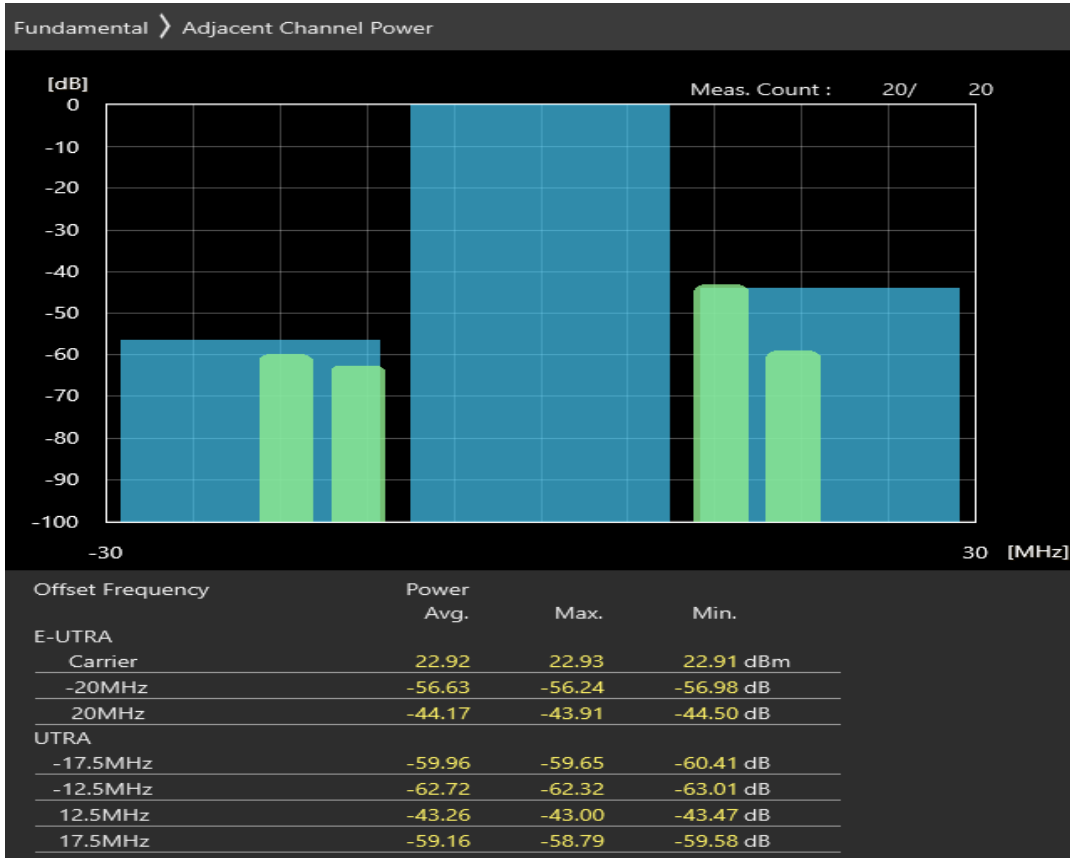 Fundamental 〉 Adjacent Channel Power
[dB]
Meas. Count : 20/ 20
0
-10
-20
-30
-40
-50
-60
-70
-80
-90
-100
-30 30 [MHz]
Offset Frequency Power
Avg. Max. Min.
E-UTRA
Carrier 22.92 22.93 22.91 dBm
-20MHz -56.63 -56.24 -56.98 dB
20MHz -44.17 -43.91 -44.50 dB
UTRA
-17.5MHz -59.96 -59.65 -60.41 dB
-12.5MHz -62.72 -62.32 -63.01 dB
12.5MHz -43.26 -43.00 -43.47 dB
17.5MHz -59.16 -58.79 -59.58 dB